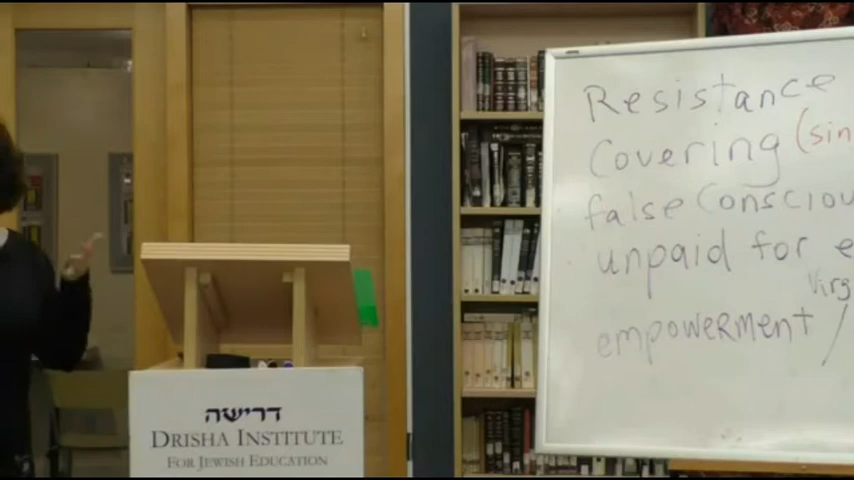 Resistance
Covering (sin
false Consciou
unpaid for e
Virg
empowerment /
דרישה
DRISHA INSTITUTE
FOR JEWISH EDUCATION